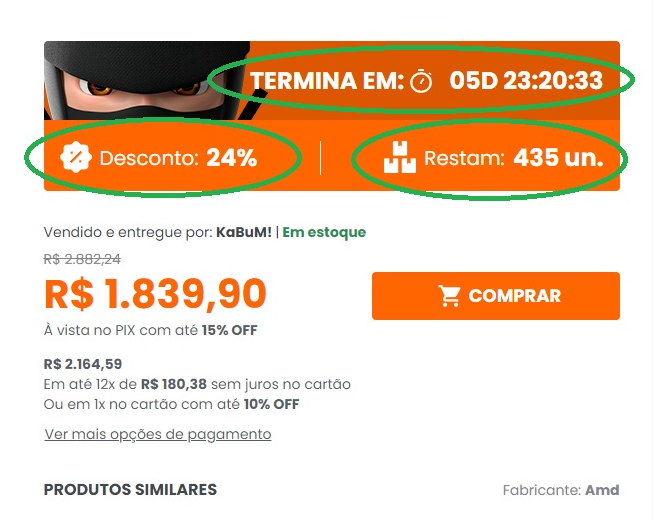 TERMINA EM: 05D 23:20:33
Desconto: 24%
Restam: 435 un.
Vendido e entregue por: KaBuM! | Em estoque
R$ 2.882,24
R$ 1.839,90
COMPRAR
À vista no PIX com até 15% OFF
R$ 2.164,59
Em até 12x de R$ 180,38 sem juros no cartão
Ou em 1x no cartão com até 10% OFF
Ver mais opções de pagamento
PRODUTOS SIMILARES
Fabricante: Amd